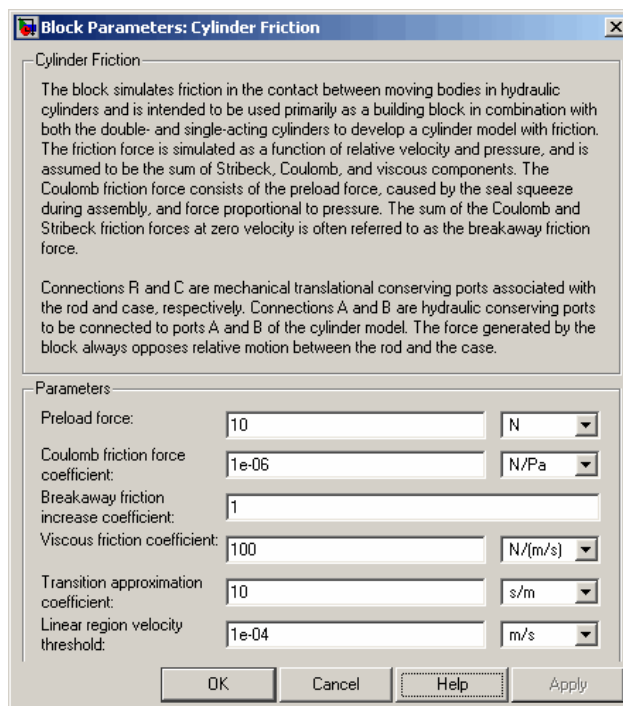 Block Parameters: Cylinder Friction
Cylinder Friction
The block simulates friction in the contact between moving bodies in hydraulic
cylinders and is intended to be used primarily as a building block in combination with
both the double- and single-acting cylinders to develop a cylinder model with friction.
The friction force is simulated as a function of relative velocity and pressure, and is
assumed to be the sum of Stribeck, Coulomb, and viscous components. The
Coulomb friction force consists of the preload force, caused by the seal squeeze
during assembly, and force proportional to pressure. The sum of the Coulomb and
Stribeck friction forces at zero velocity is often referred to as the breakaway friction
force.
Connections R and C are mechanical translational conserving ports associated with
the rod and case, respectively. Connections A and B are hydraulic conserving ports
to be connected to ports A and B of the cylinder model. The force generated by the
block always opposes relative motion between the rod and the case.
Parameters
Preload force: 10 N
Coulomb friction force
coefficient: 1e-06 N/Pa
Breakaway friction
increase coefficient: 1
Viscous friction coefficient: 100 N/(m/s)
Transition approximation
coefficient: 10 s/m
Linear region velocity
threshold: 1e-04 m/s
OK Cancel Help Apply